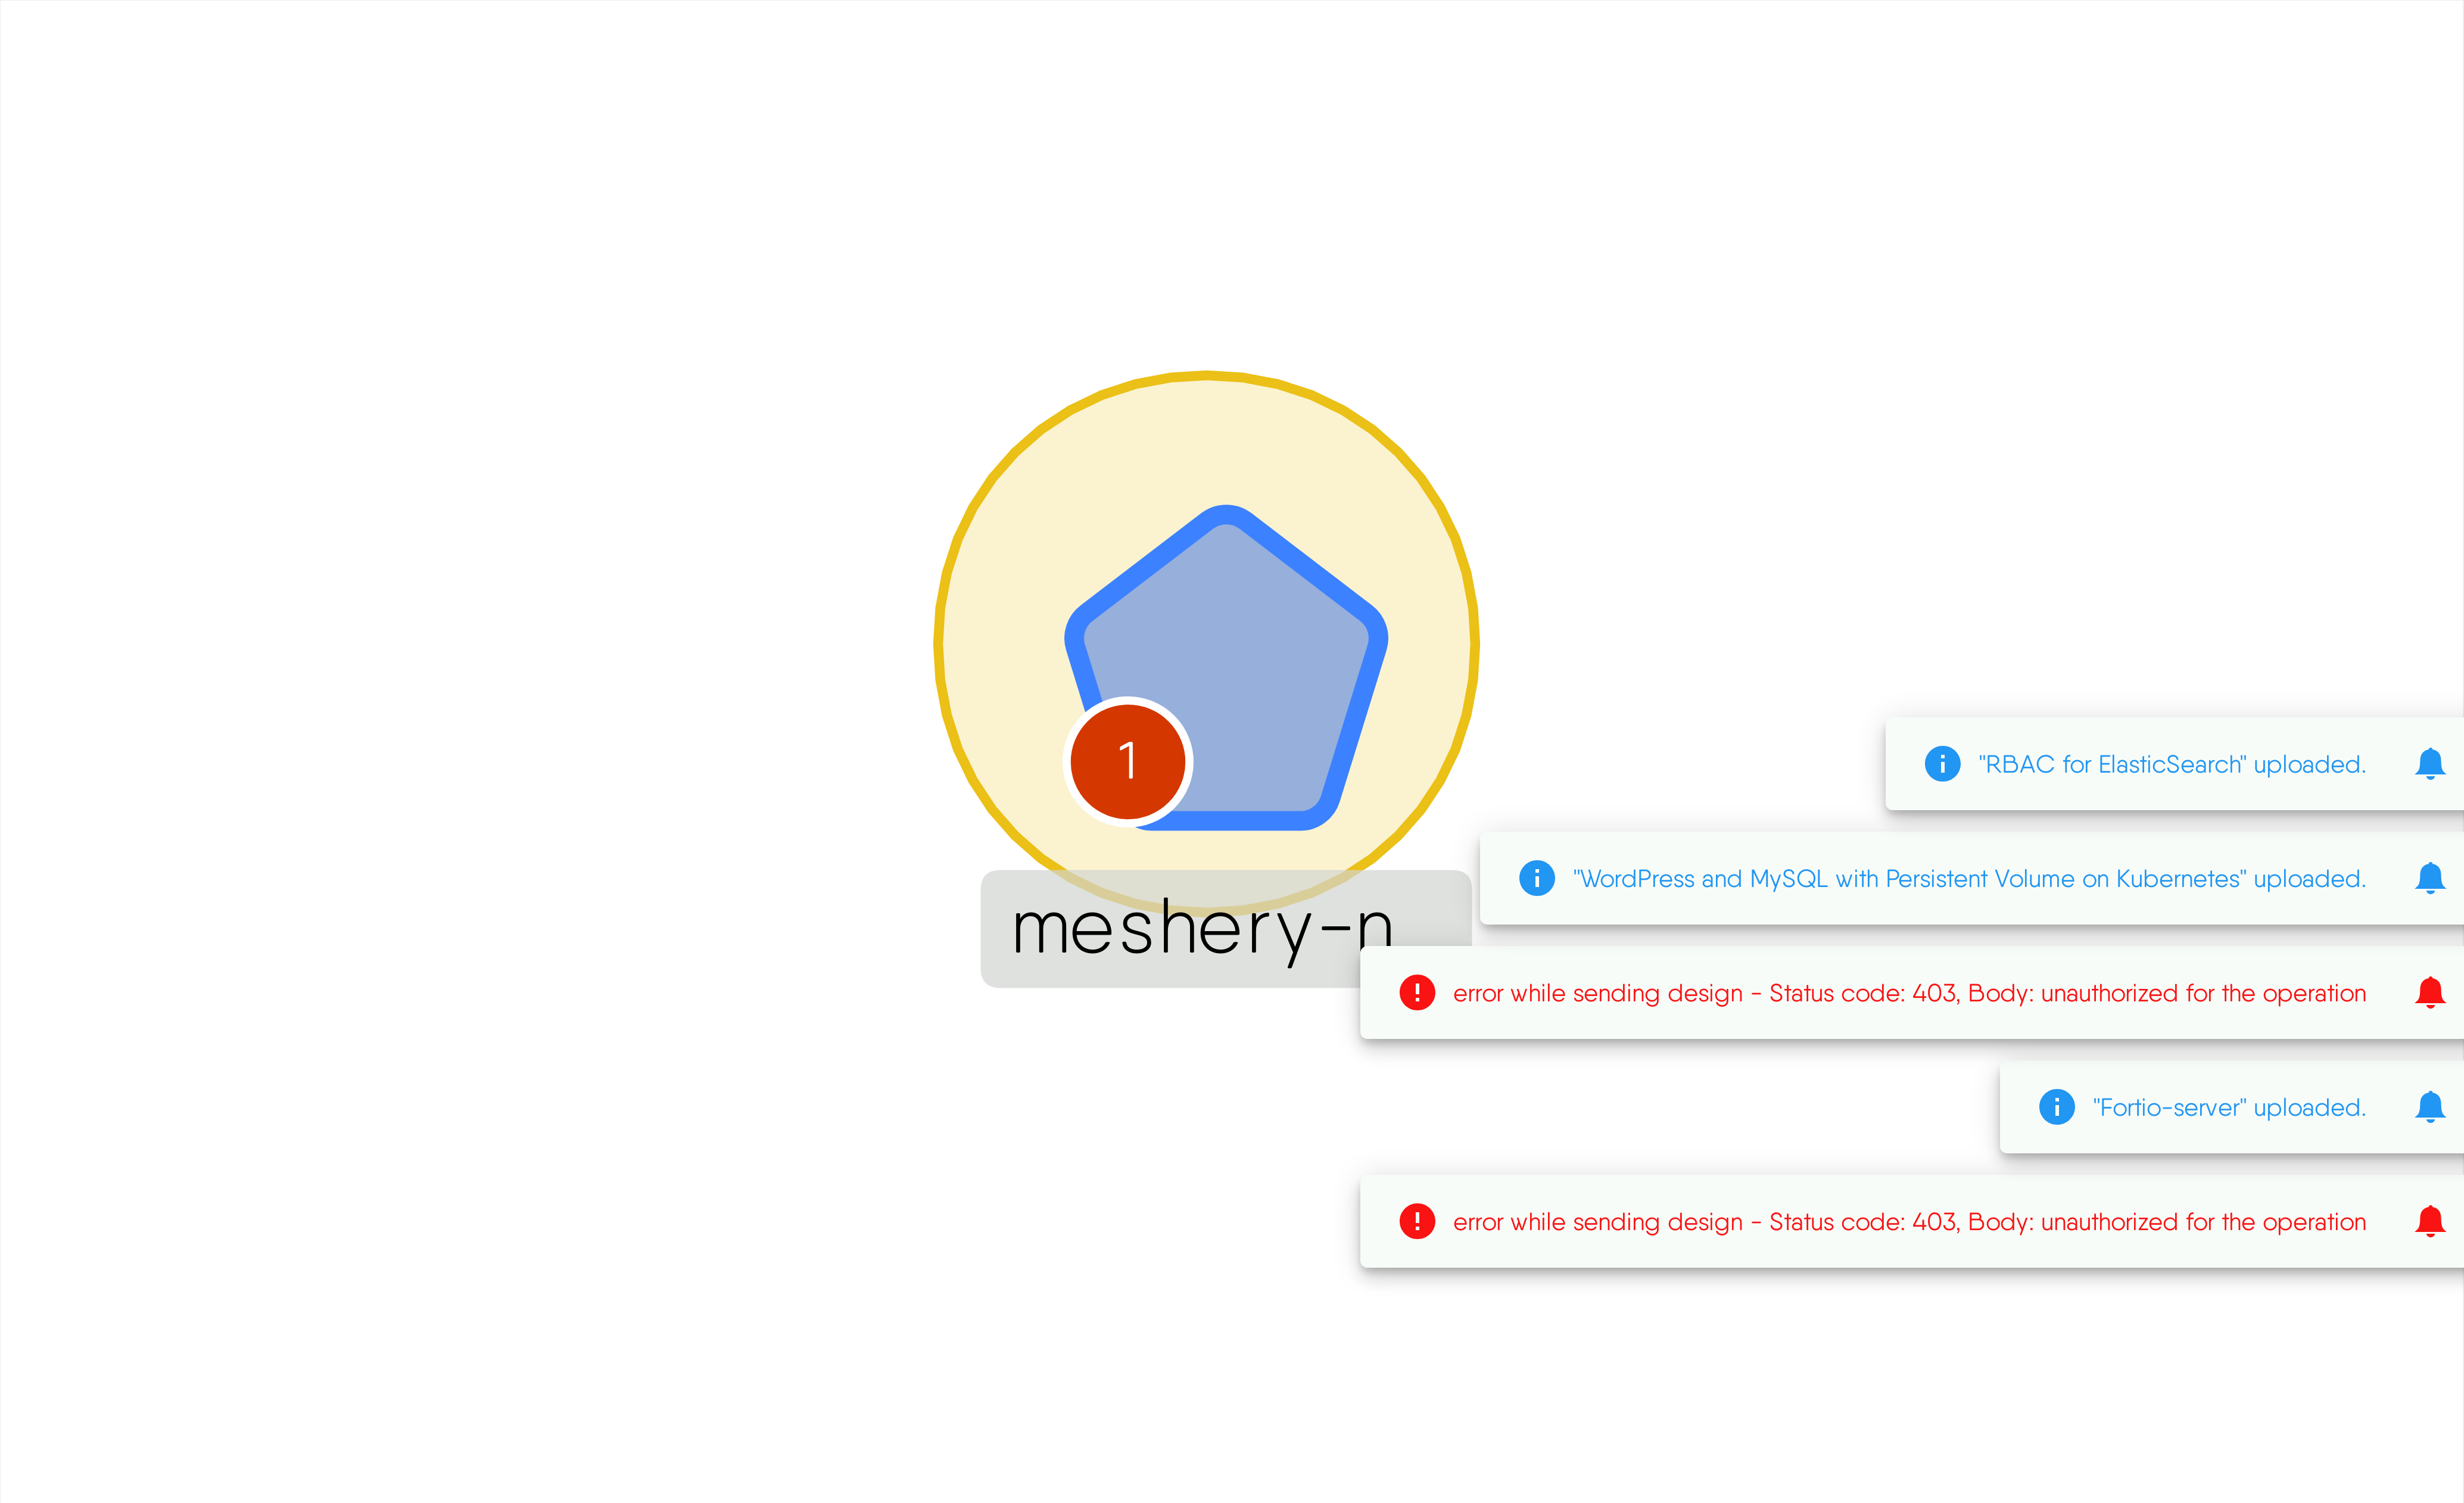 1
meshery-n
"RBAC for ElasticSearch" uploaded.
"WordPress and MySQL with Persistent Volume on Kubernetes" uploaded.
error while sending design - Status code: 403, Body: unauthorized for the operation
"Fortio-server" uploaded.
error while sending design - Status code: 403, Body: unauthorized for the operation